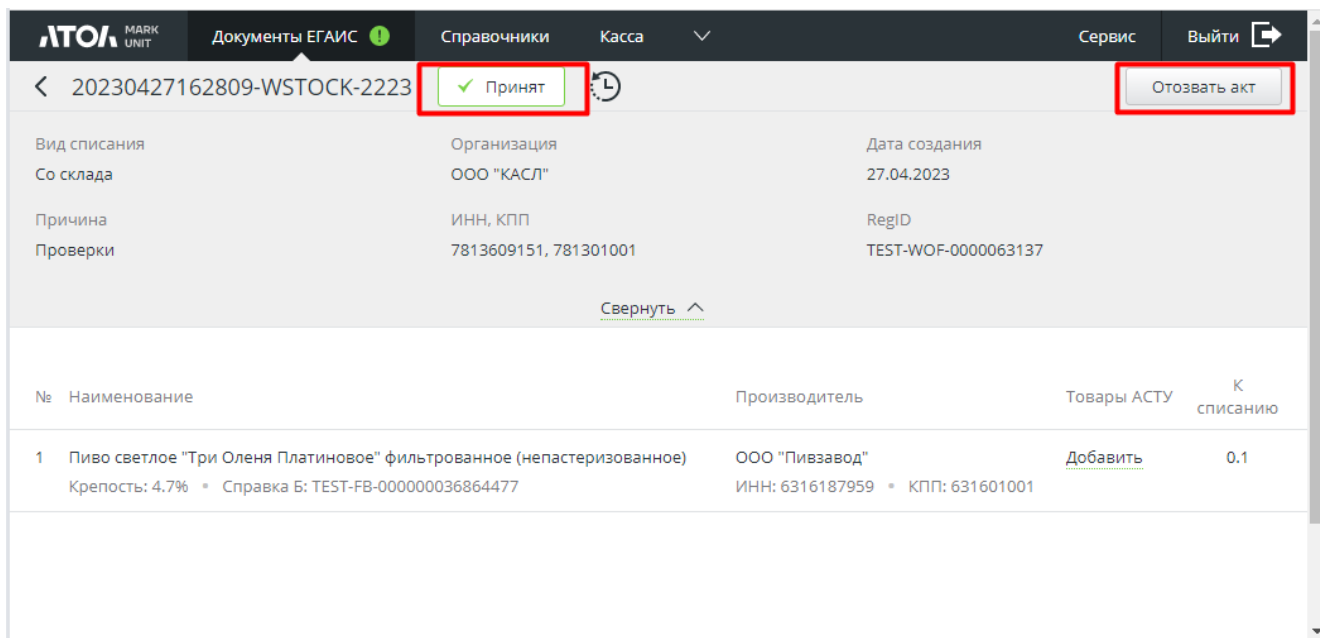 АТОЛ MARK UNIT Документы ЕГАИС ! Справочники Касса Сервис Выйти
20230427162809-WSTOCK-2223 Принят Отозвать акт
Вид списания Организация Дата создания
Со склада ООО "КАСЛ" 27.04.2023
Причина ИНН, КПП RegID
Проверки 7813609151, 781301001 TEST-WOF-0000063137
Свернуть
№ Наименование Производитель Товары АСТУ К списанию
1 Пиво светлое "Три Оленя Платиновое" фильтрованное (непастеризованное) ООО "Пивзавод" Добавить 0.1
Крепость: 4.7% Справка Б: TEST-FB-000000036864477 ИНН: 6316187959 КПП: 631601001